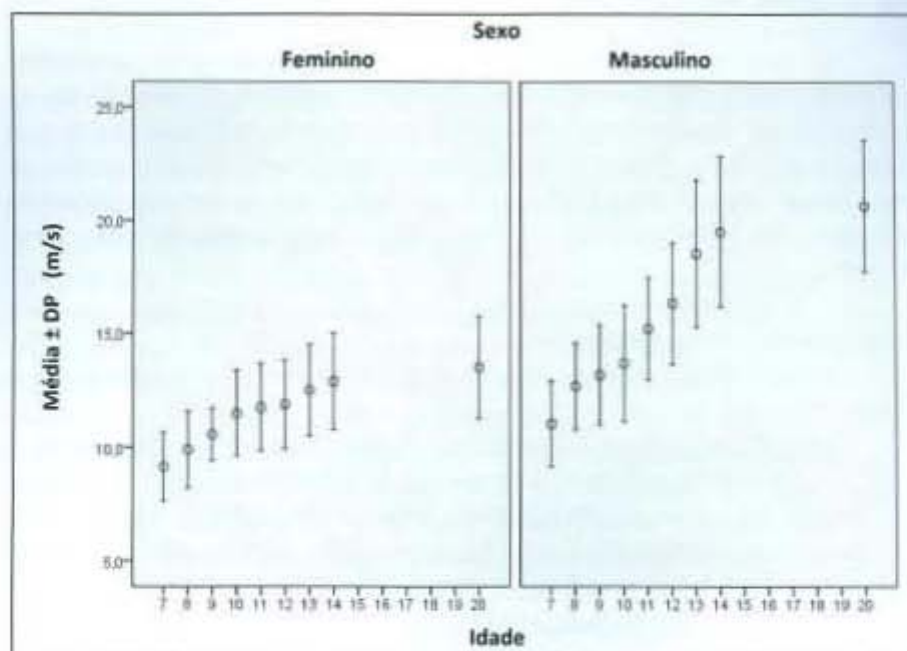 Sexo
Feminino Masculino
25,0
20,0
15,0
10,0
5,0
Média ± DP (m/s)
7 8 9 10 11 12 13 14 15 16 17 18 19 20 7 8 9 10 11 12 13 14 15 16 17 18 19 20
Idade